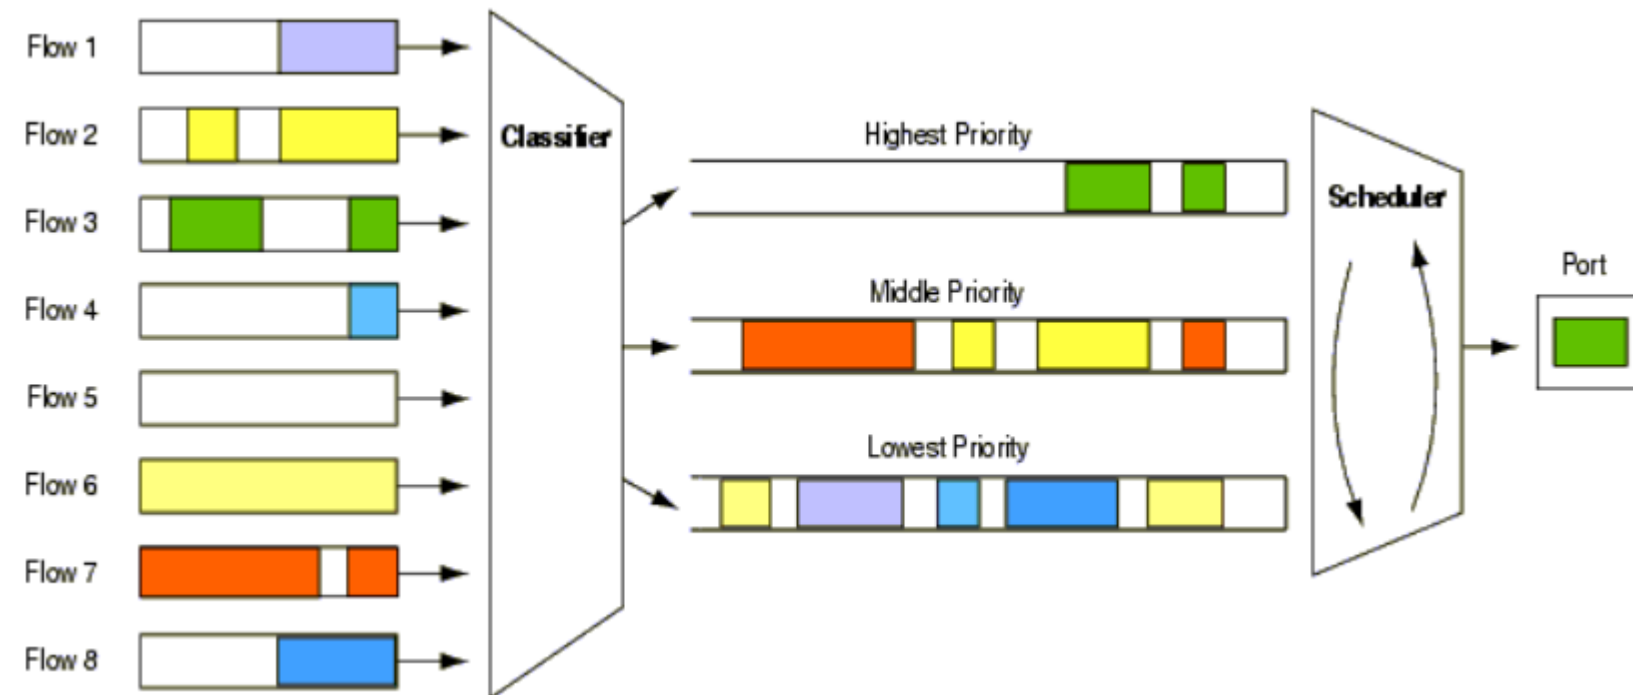 Flow 1
Flow 2
Flow 3
Flow 4
Flow 5
Flow 6
Flow 7
Flow 8
Classifier
Highest Priority
Middle Priority
Lowest Priority
Scheduler
Port